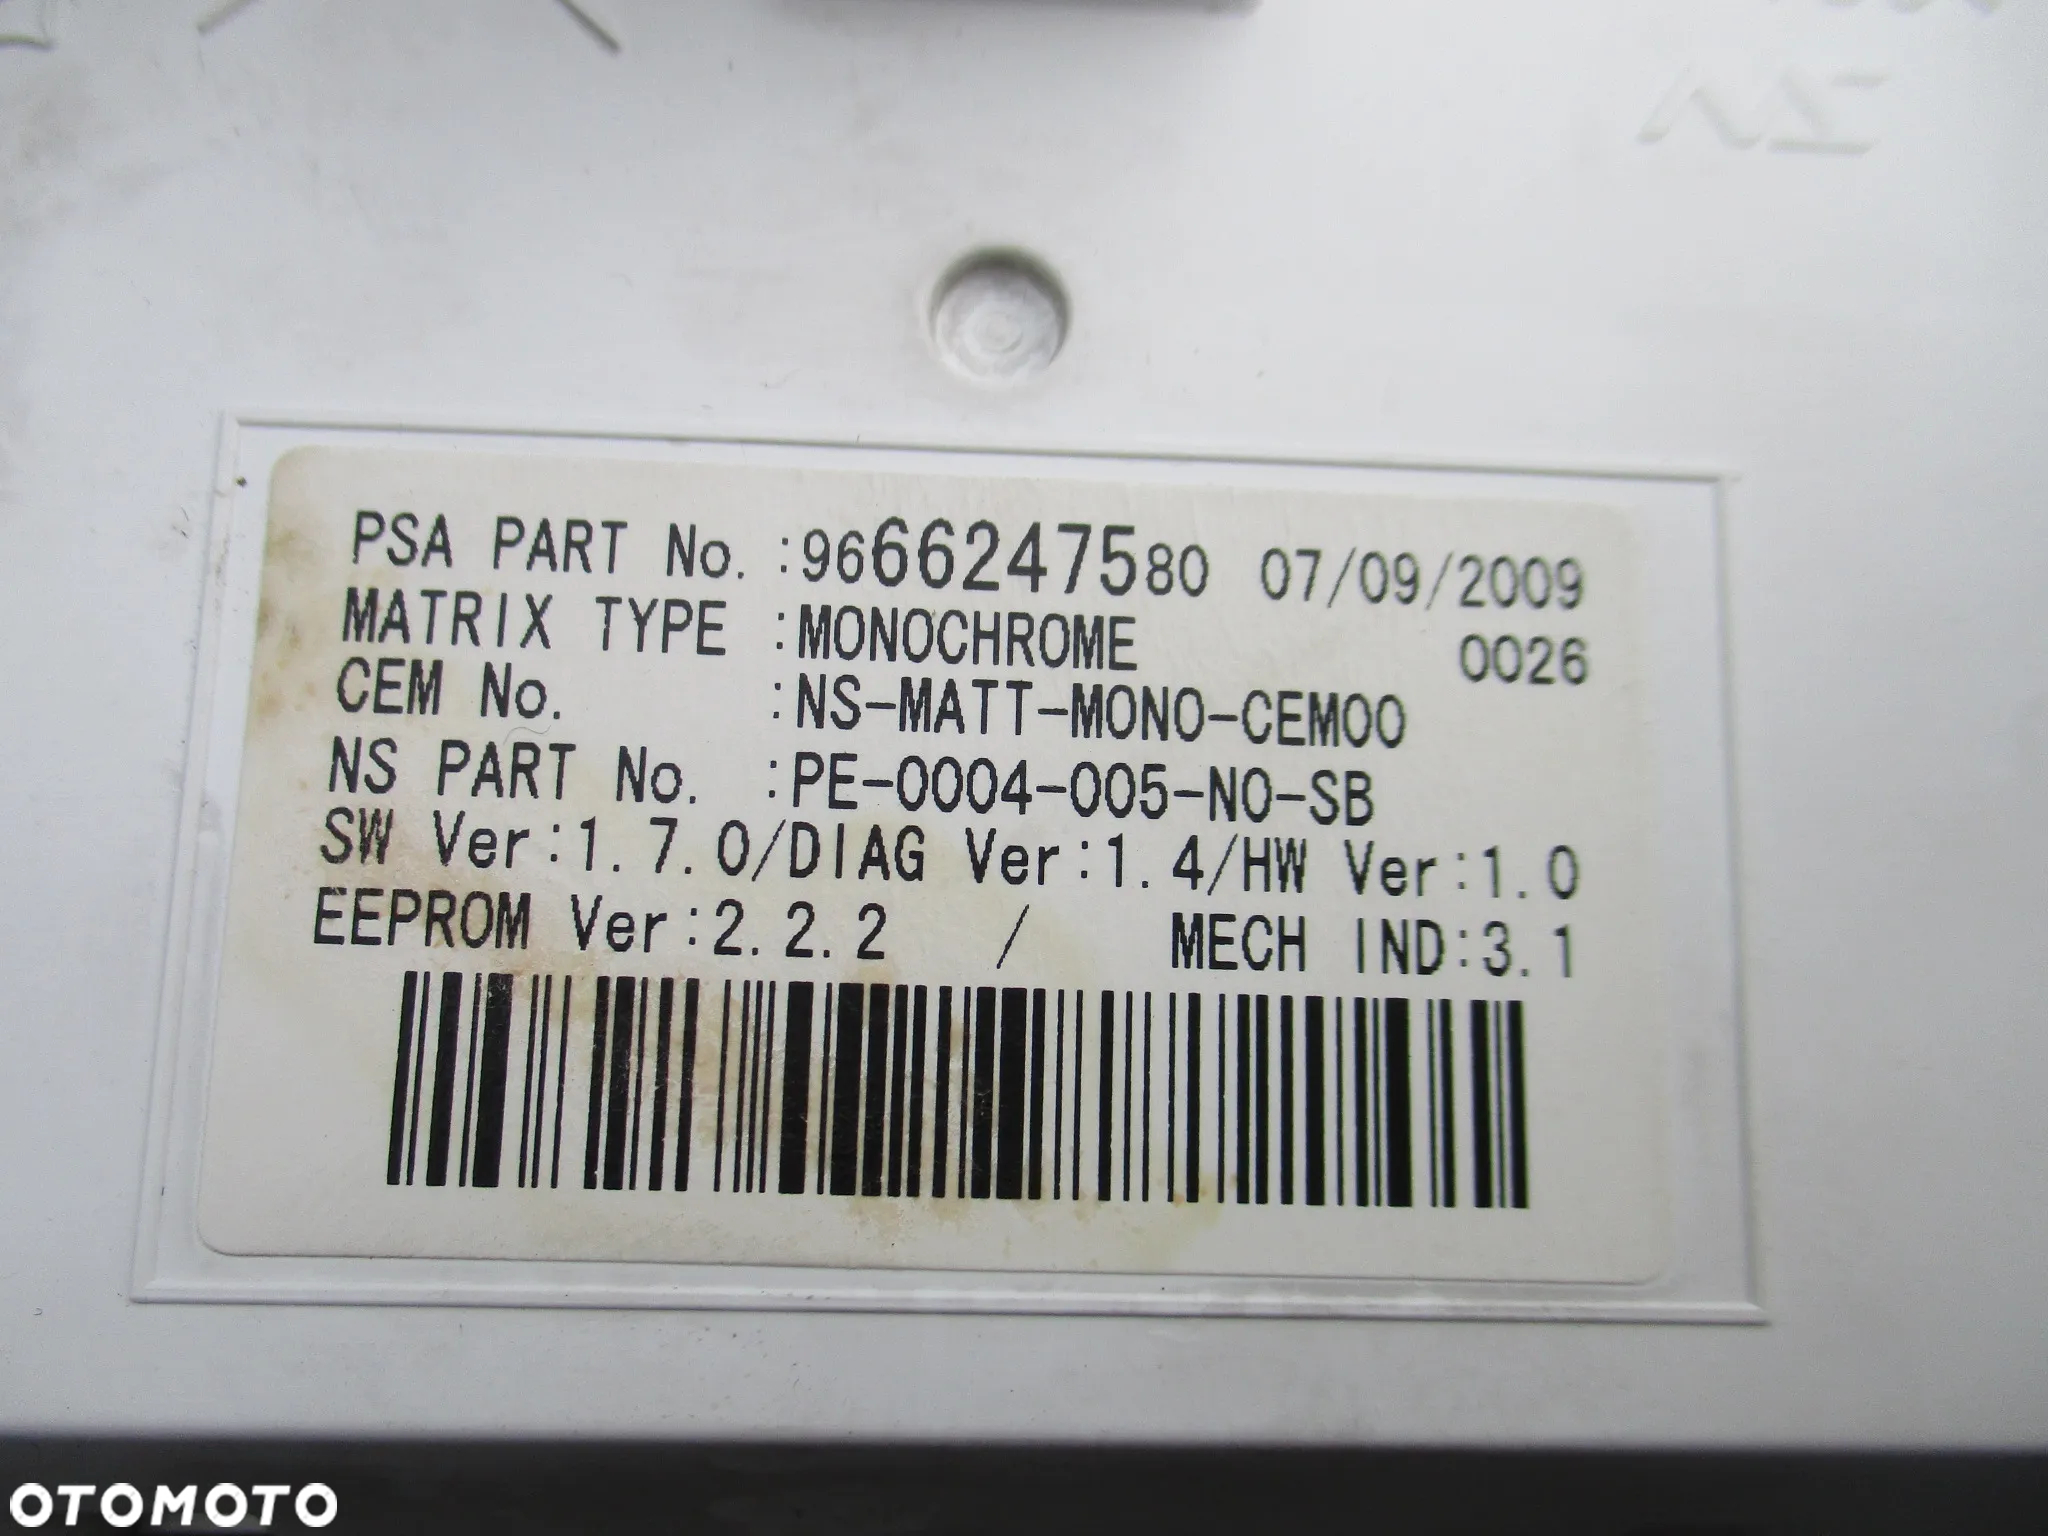 PSA PART No. :9666247580 07/09/2009
MATRIX TYPE :MONOCHROME 0026
CEM No. :NS-MATT-MONO-CEM00
NS PART No. :PE-0004-005-NO-SB
SW Ver:1.7.0/DIAG Ver:1.4/HW Ver:1.0
EEPROM Ver:2.2.2 / MECH IND:3.1
OTOMOTO